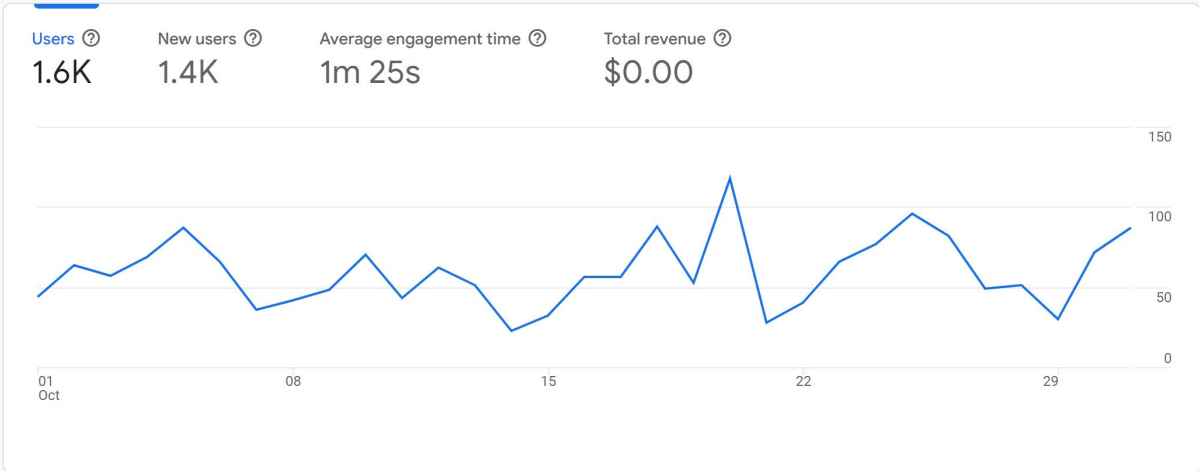 Users
1.6K
New users
1.4K
Average engagement time
1m 25s
Total revenue
$0.00
150
100
50
0
01
Oct
08
15
22
29